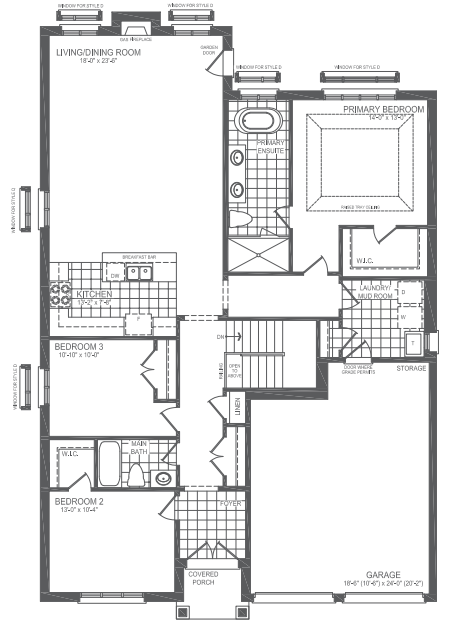 WINDOW FOR STYLE D
WINDOW FOR STYLE D
GAS FIREPLACE
LIVING/DINING ROOM
18'-0" x 23'-6"
GARDEN
DOOR
WINDOW FOR STYLE D
WINDOW FOR STYLE D
PRIMARY BEDROOM
14'-0" x 13'-0"
PRIMARY
ENSUITE
WINDOW FOR STYLE D
RAISED TRAY CEILING
BREAKFAST BAR
DW
W.I.C.
KITCHEN
13'-2" x 7'-6"
LAUNDRY/
MUD ROOM
D
W
F
T
DN
BEDROOM 3
10'-10" x 10'-0"
RAILING
OPEN
TO
ABOVE
DOOR WHERE
GRADE PERMITS
STORAGE
WINDOW FOR STYLE D
LINEN
W.I.C.
MAIN
BATH
BEDROOM 2
13'-0" x 10'-4"
FOYER
COVERED
PORCH
GARAGE
18'-6" (10'-6") x 24'-0" (20'-2")